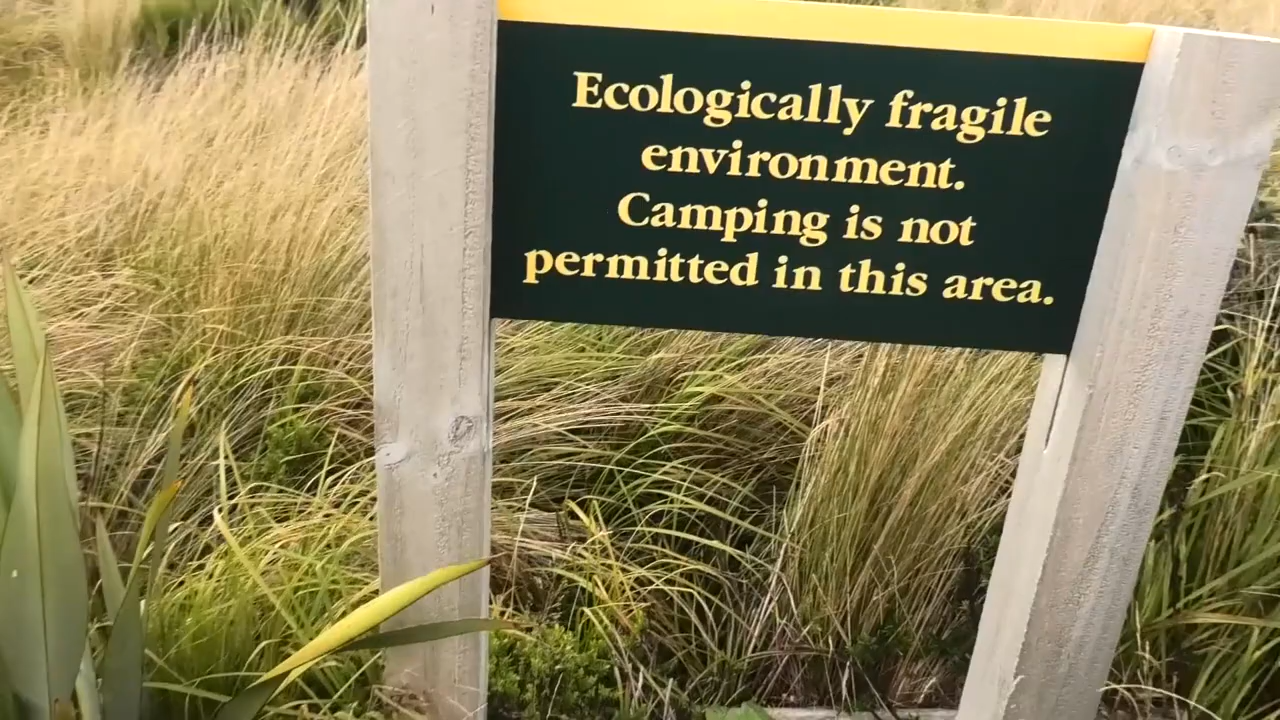 Ecologically fragile
environment.
Camping is not
permitted in this area.